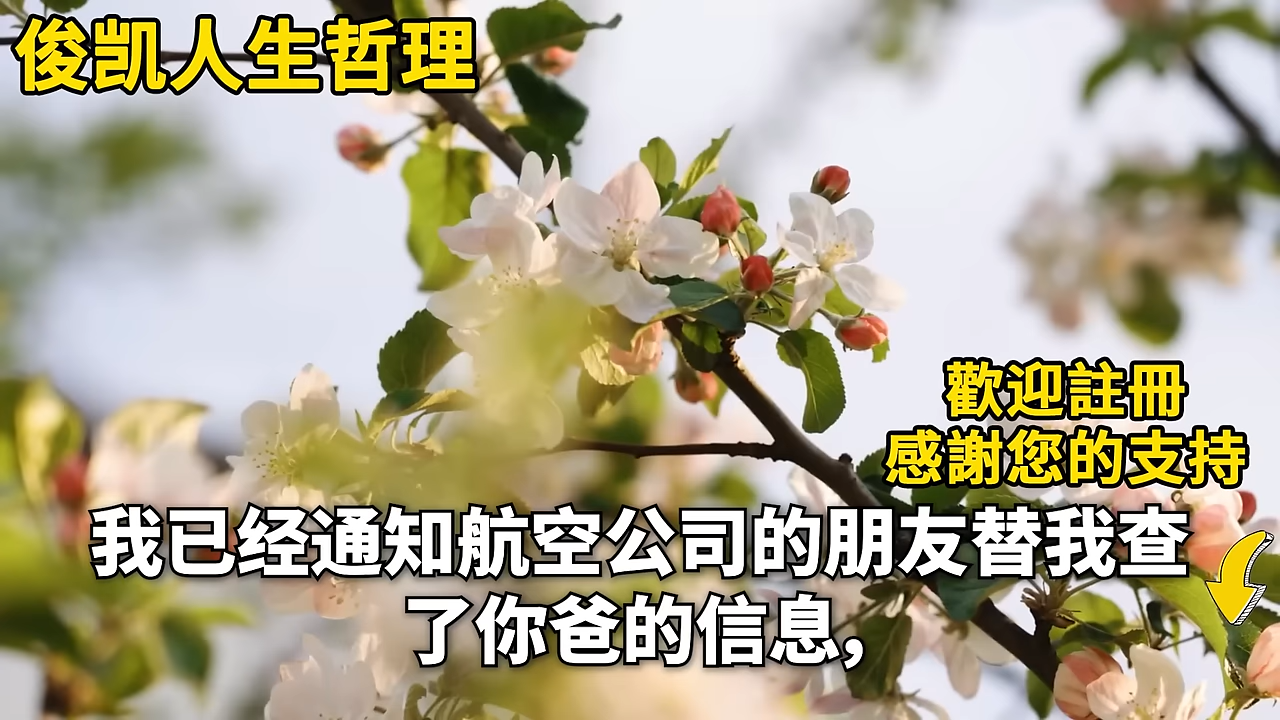 俊凯人生哲理
歡迎註冊
感謝您的支持
我已经通知航空公司的朋友替我查
了你爸的信息,